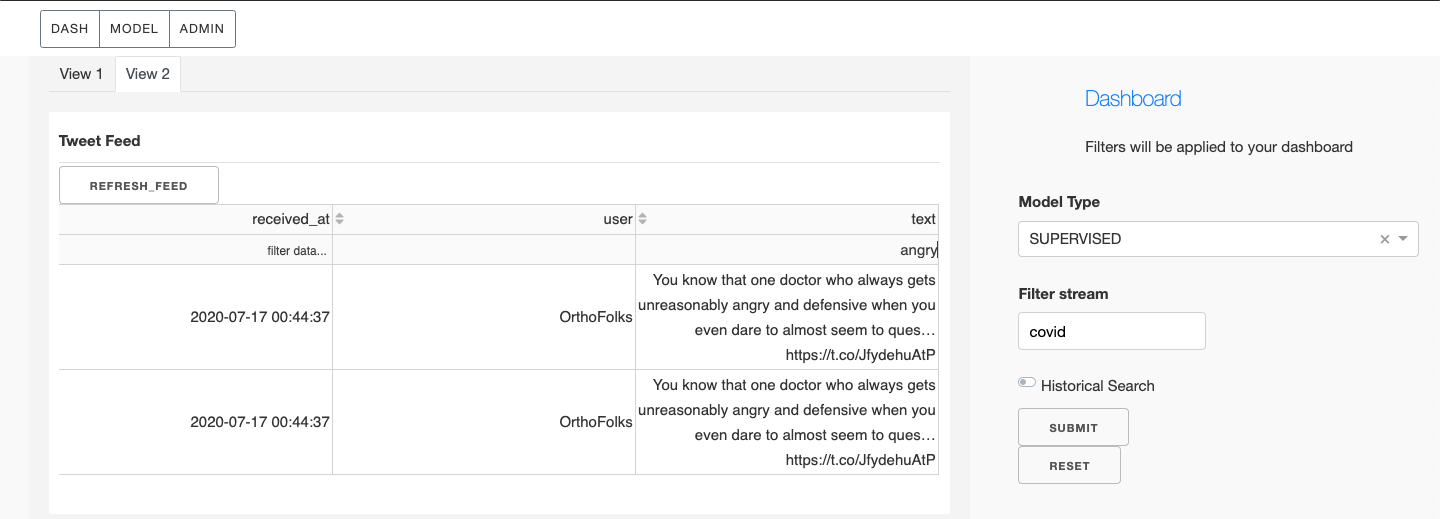 DASH MODEL ADMIN
View 1 View 2
Tweet Feed
REFRESH_FEED
received_at user text
filter data... angry
You know that one doctor who always gets
unreasonably angry and defensive when you
even dare to almost seem to ques…
https://t.co/JfydehuAtP
2020-07-17 00:44:37 OrthoFolks
You know that one doctor who always gets
unreasonably angry and defensive when you
even dare to almost seem to ques…
https://t.co/JfydehuAtP
2020-07-17 00:44:37 OrthoFolks
Dashboard
Filters will be applied to your dashboard
Model Type
SUPERVISED
Filter stream
covid
Historical Search
SUBMIT
RESET